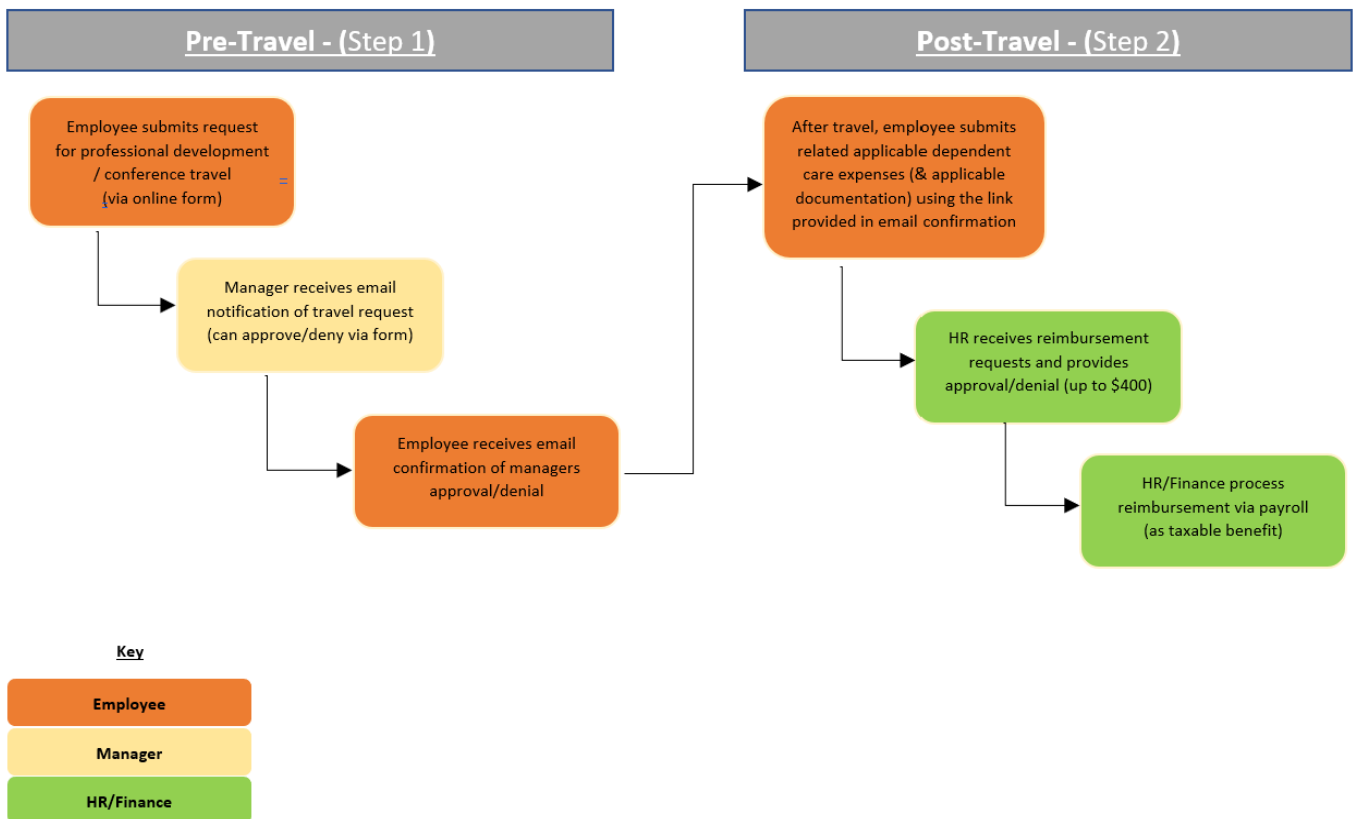 Pre-Travel - (Step 1)
Employee submits request
for professional development
/ conference travel
(via online form)
=
Manager receives email
notification of travel request
(can approve/deny via form)
Employee receives email
confirmation of managers
approval/denial
Post-Travel - (Step 2)
After travel, employee submits
related applicable dependent
care expenses (& applicable
documentation) using the link
provided in email confirmation
HR receives reimbursement
requests and provides
approval/denial (up to $400)
HR/Finance process
reimbursement via payroll
(as taxable benefit)
Key
Employee
Manager
HR/Finance